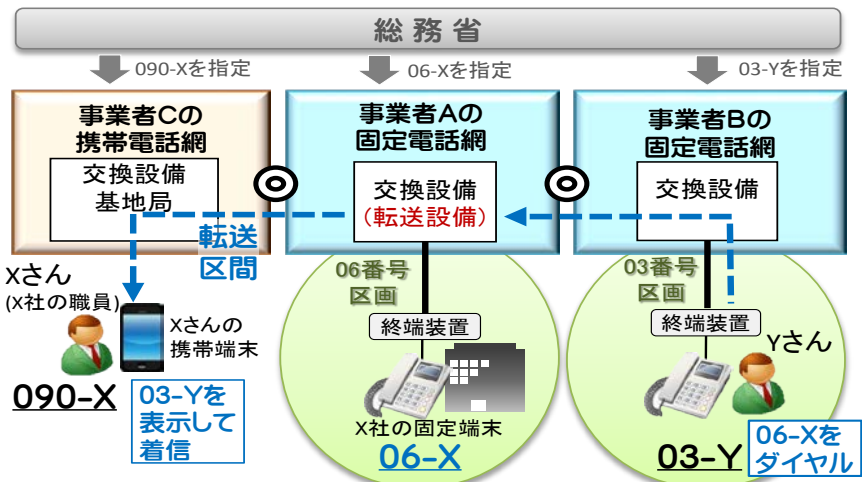 総務省
090-Xを指定
06-Xを指定
03-Yを指定
事業者Cの
携帯電話網
交換設備
基地局
事業者Aの
固定電話網
交換設備
(転送設備)
事業者Bの
固定電話網
交換設備
転送
区間
06番号
区画
03番号
区画
Xさん
(X社の職員)
Xさんの
携帯端末
090-X
03-Yを
表示して
着信
終端装置
X社の固定端末
06-X
終端装置
Yさん
03-Y
06-Xを
ダイヤル